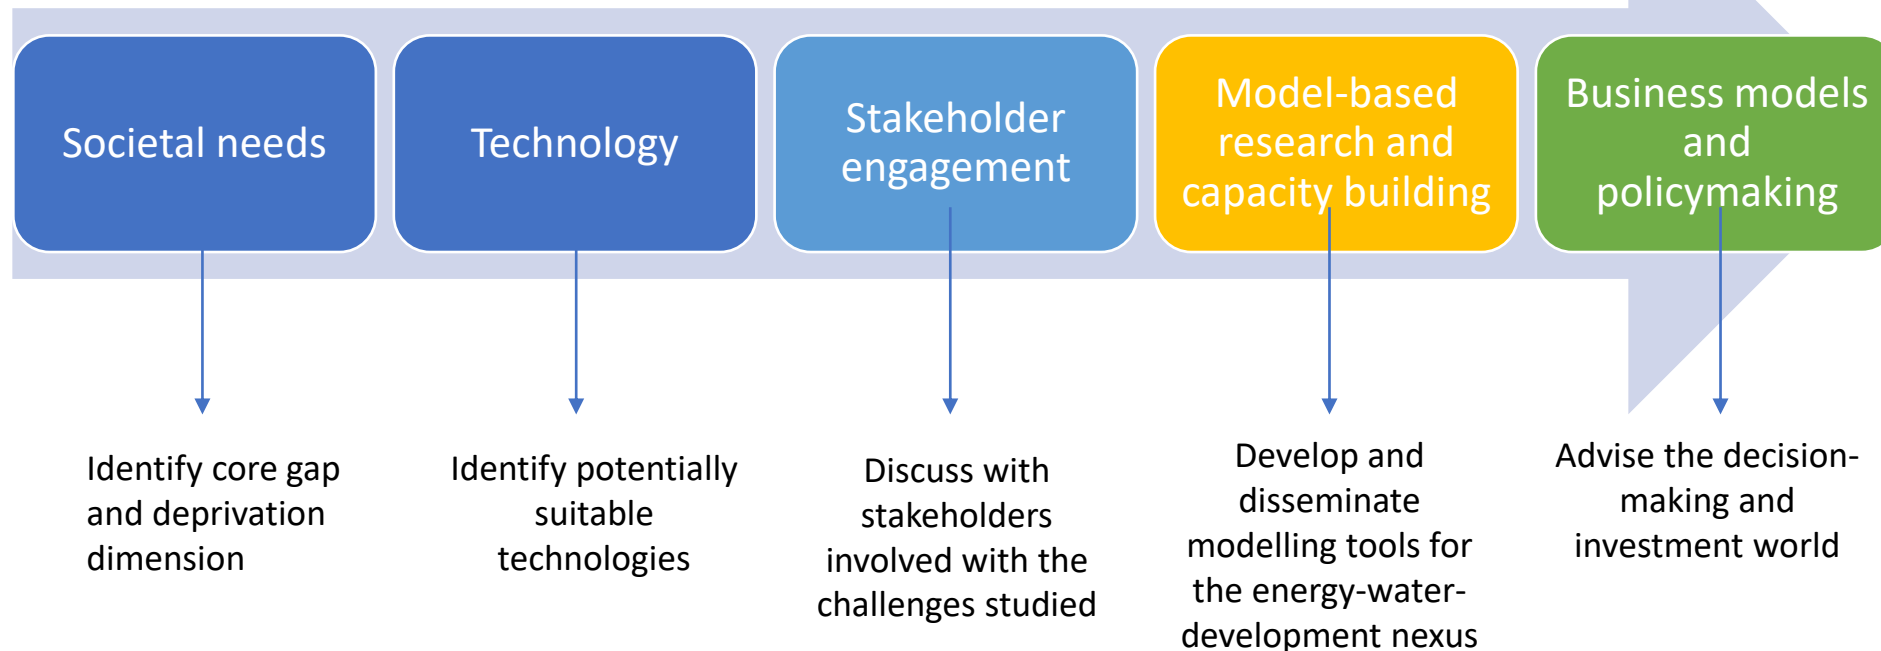 Societal needs
Technology
Stakeholder
engagement
Model-based
research and
capacity building
Business models
and
policymaking
Identify core gap
and deprivation
dimension
Identify potentially
suitable
technologies
Discuss with
stakeholders
involved with the
challenges studied
Develop and
disseminate
modelling tools for
the energy-water-
development nexus
Advise the decision-
making and
investment world